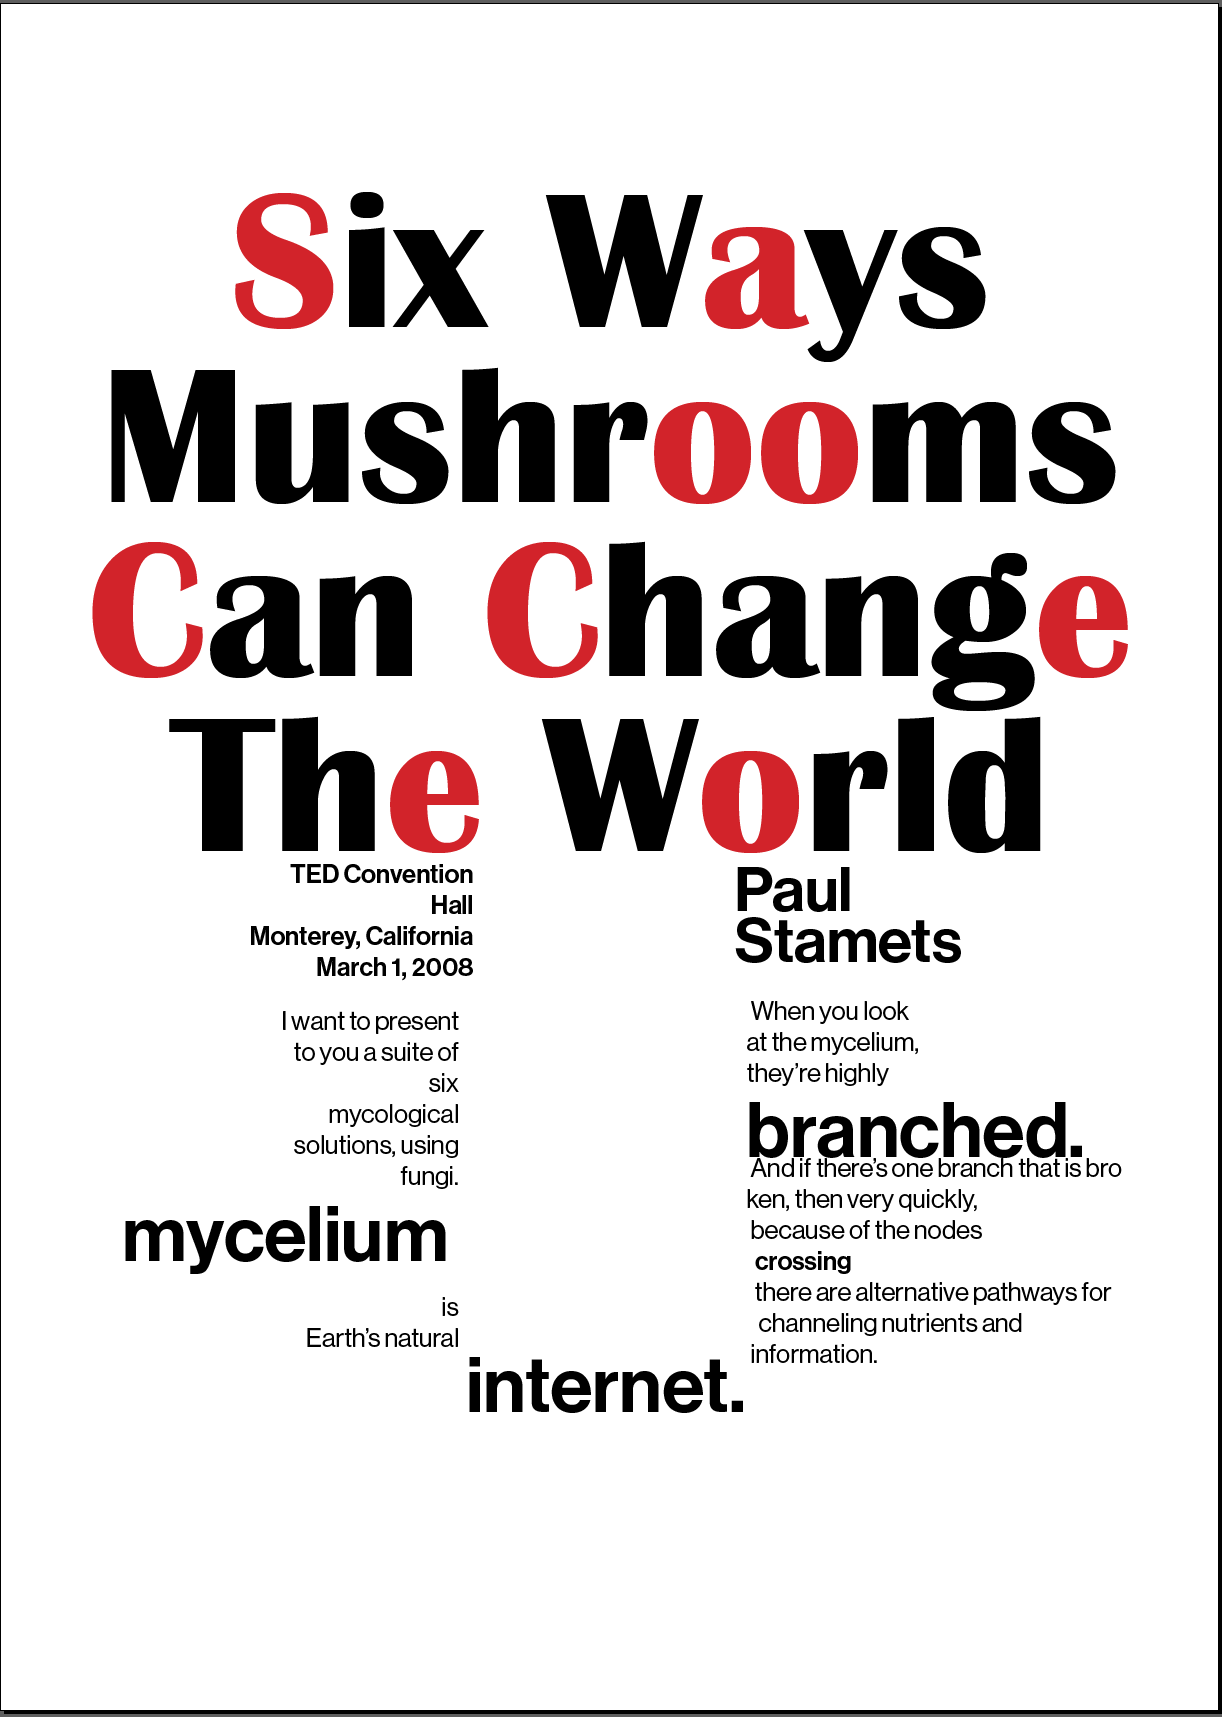 Six Ways
Mushrooms
Can Change
The World
TED Convention
Hall
Monterey, California
March 1, 2008
I want to present
to you a suite of
six
mycological
solutions, using
fungi.
mycelium
is
Earth’s natural
internet.
Paul
Stamets
When you look
at the mycelium,
they’re highly
branched.
And if there’s one branch that is bro
ken, then very quickly,
because of the nodes
crossing
there are alternative pathways for
channeling nutrients and
information.